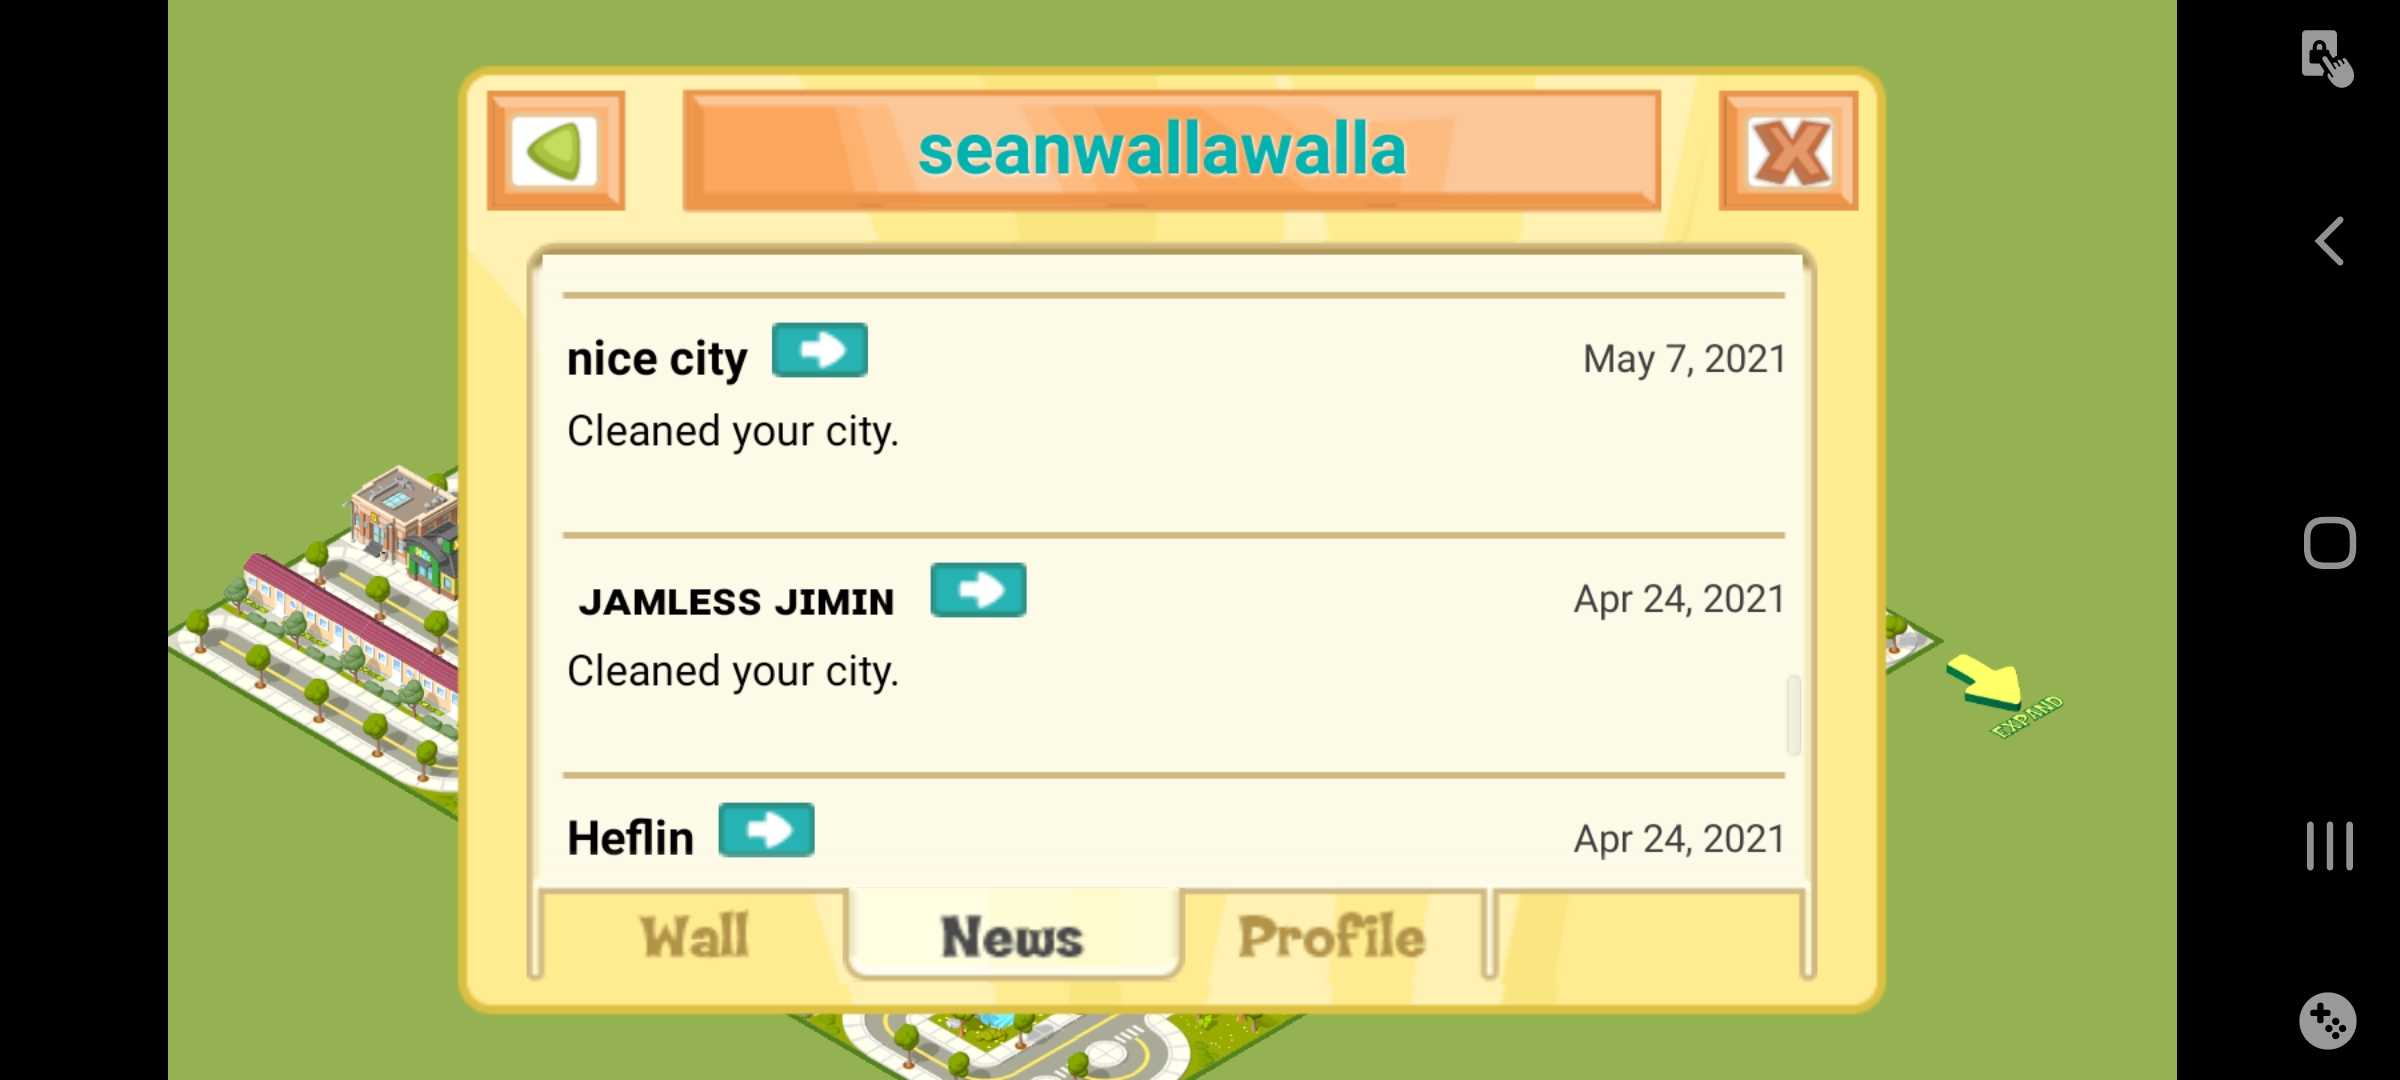 seanwallawalla
nice city
May 7, 2021
Cleaned your city.
JAMLESS JIMIN
Apr 24, 2021
Cleaned your city.
Heflin
Apr 24, 2021
EXPAND
Wall
News
Profile